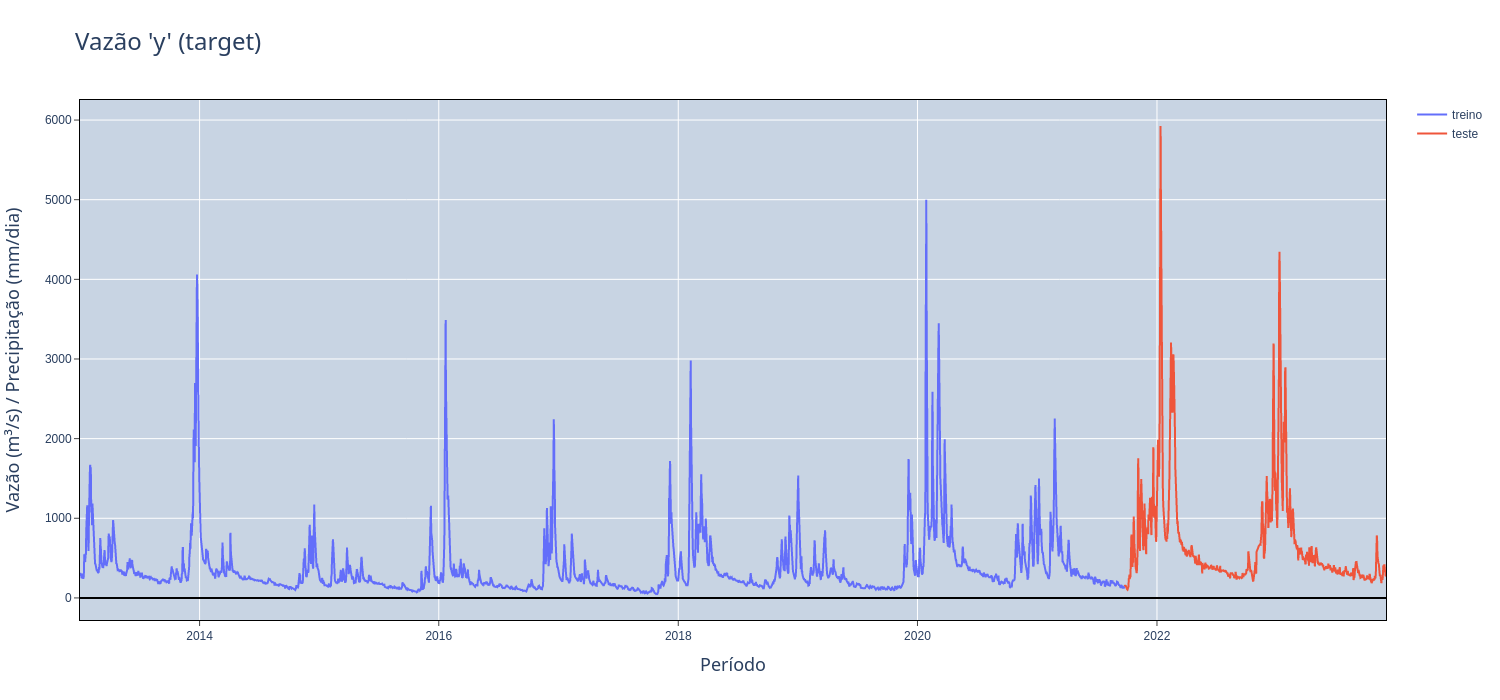 Vazão 'y' (target)
treino
teste
Vazão (m³/s) / Precipitação (mm/dia)
6000
5000
4000
3000
2000
1000
0
2014
2016
2018
2020
2022
Período